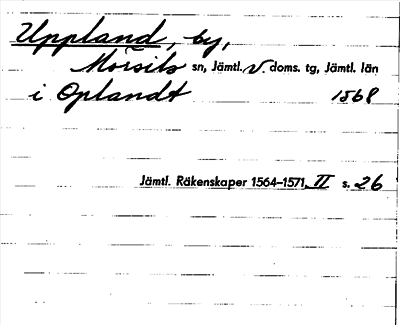 Uppland, by,
Mörsils sn, Jämtl. v. doms. tg, Jämtl. län
i Oplandt 1568
Jämtl. Räkenskaper 1564–1571, II s. 26